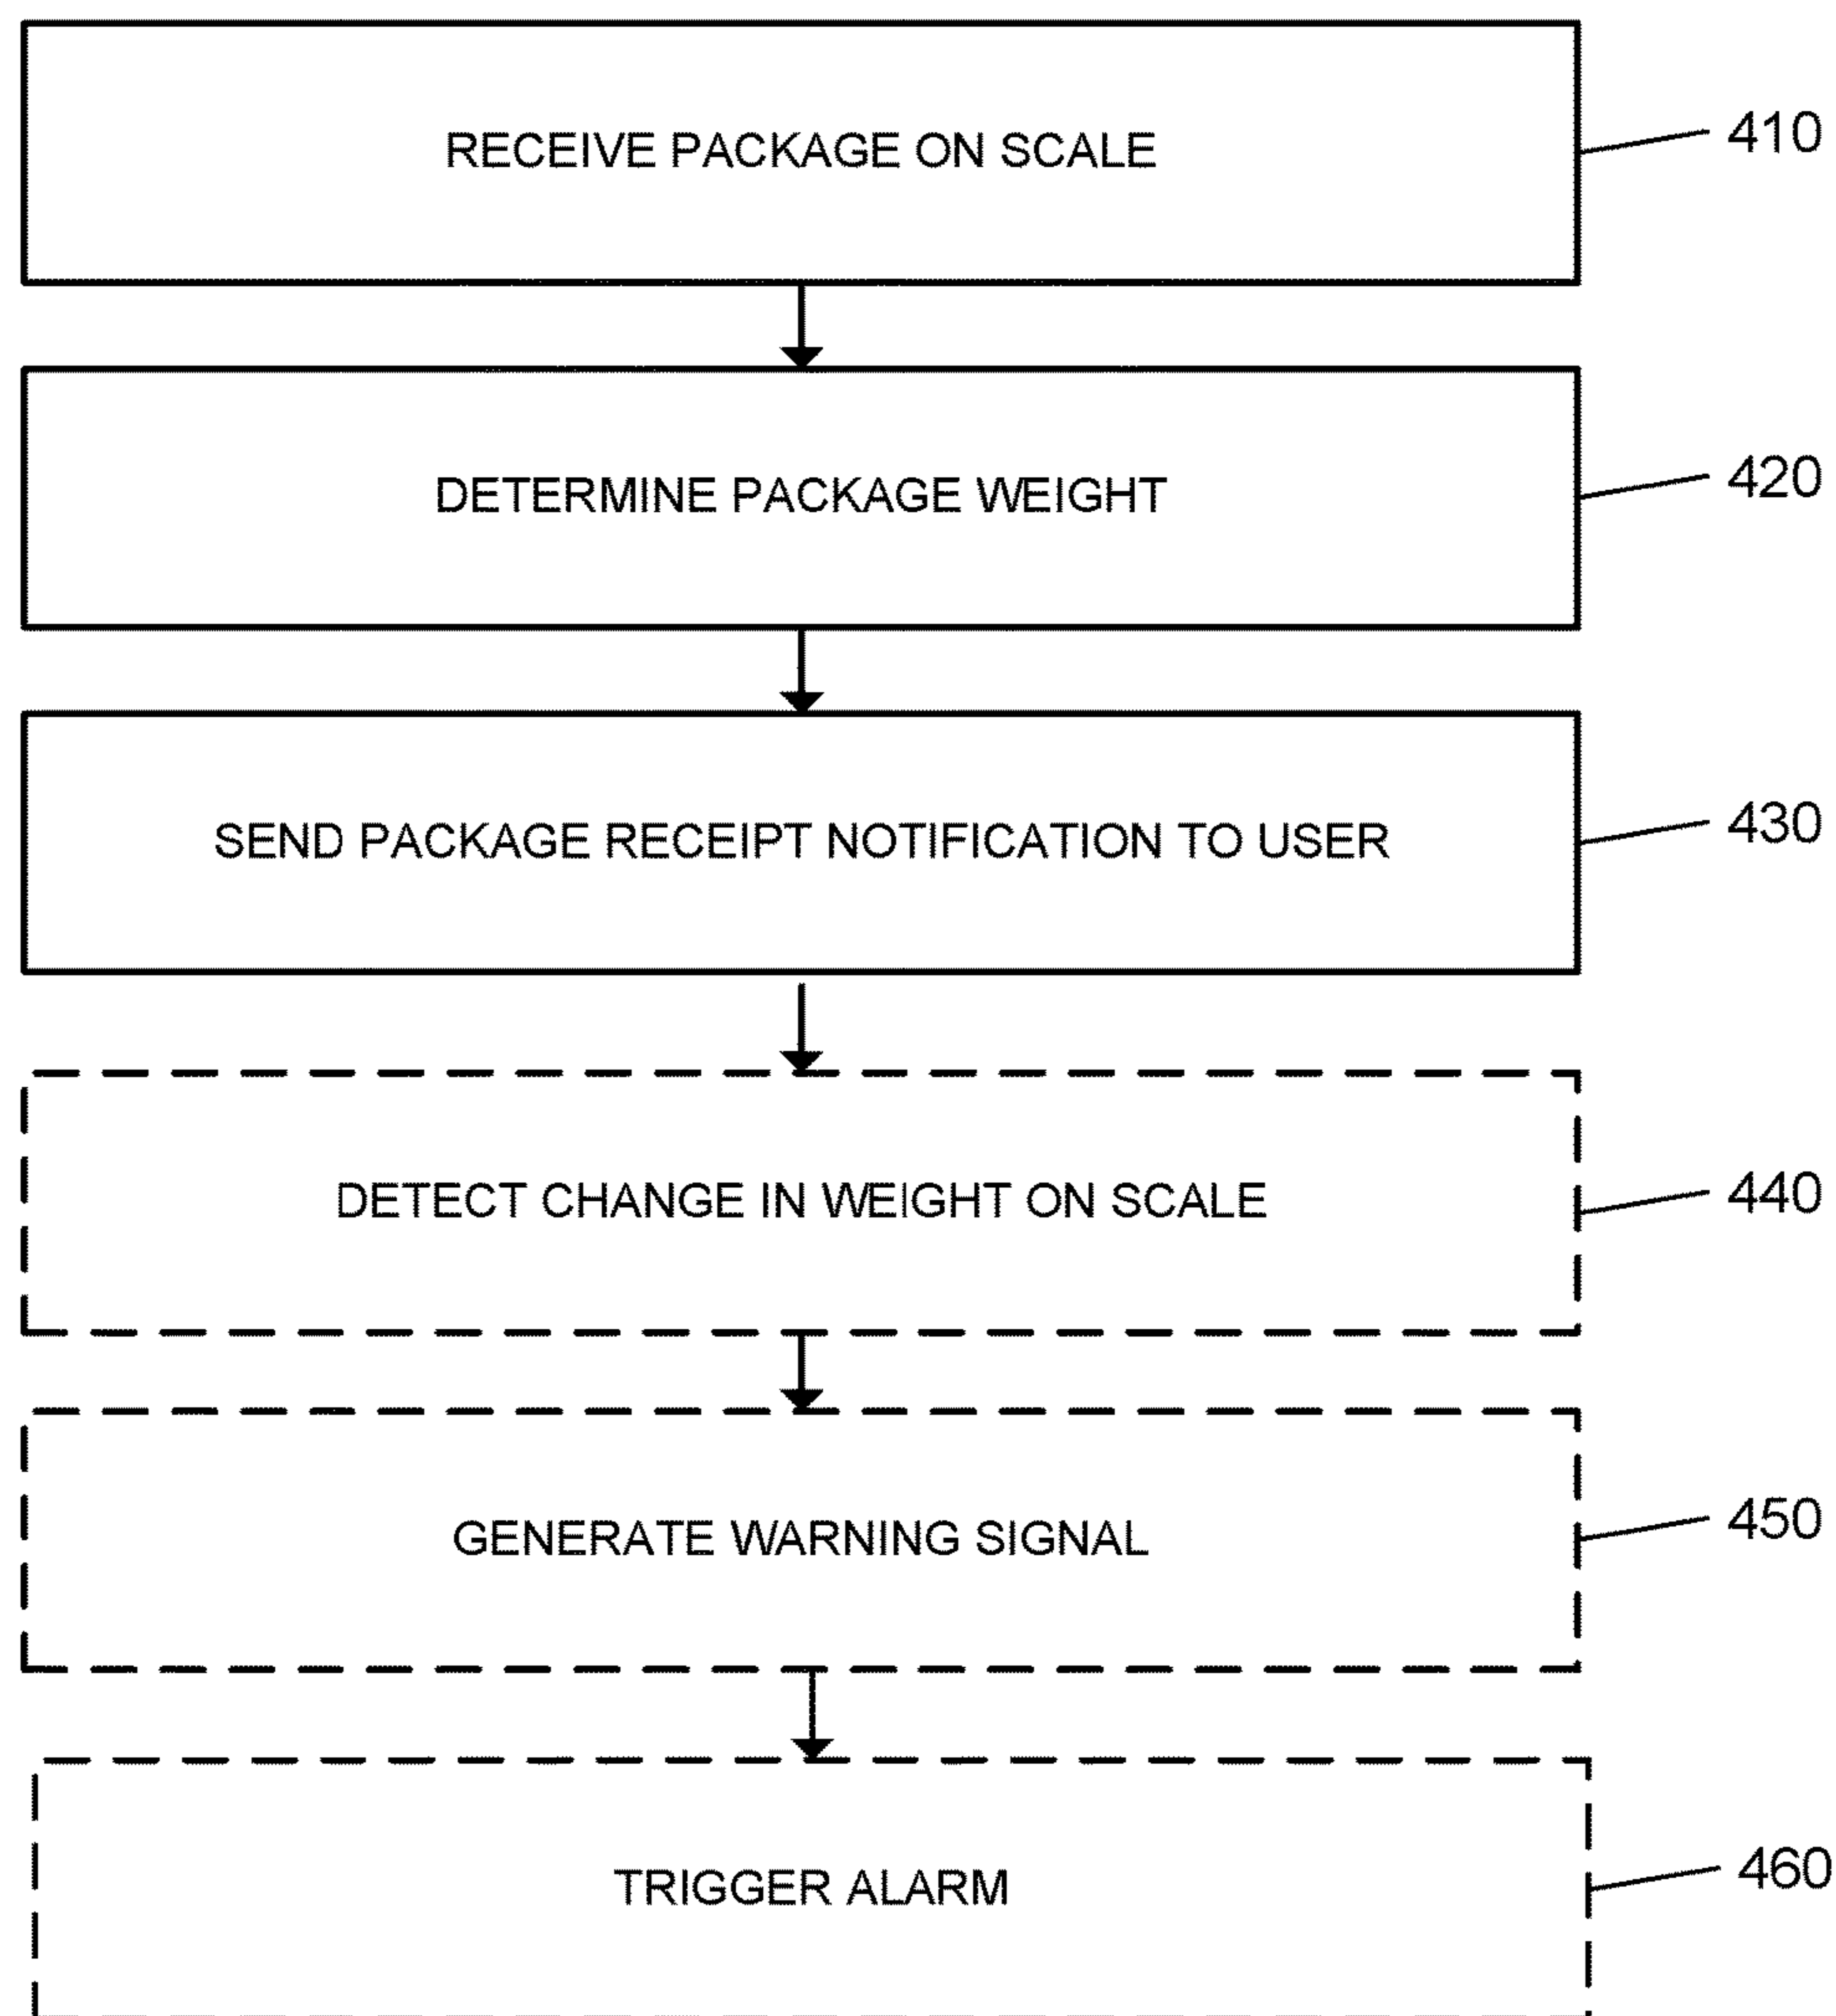 RECEIVE PACKAGE ON SCALE
410
DETERMINE PACKAGE WEIGHT
420
SEND PACKAGE RECEIPT NOTIFICATION TO USER
430
DETECT CHANGE IN WEIGHT ON SCALE
440
GENERATE WARNING SIGNAL
450
TRIGGER ALARM
460